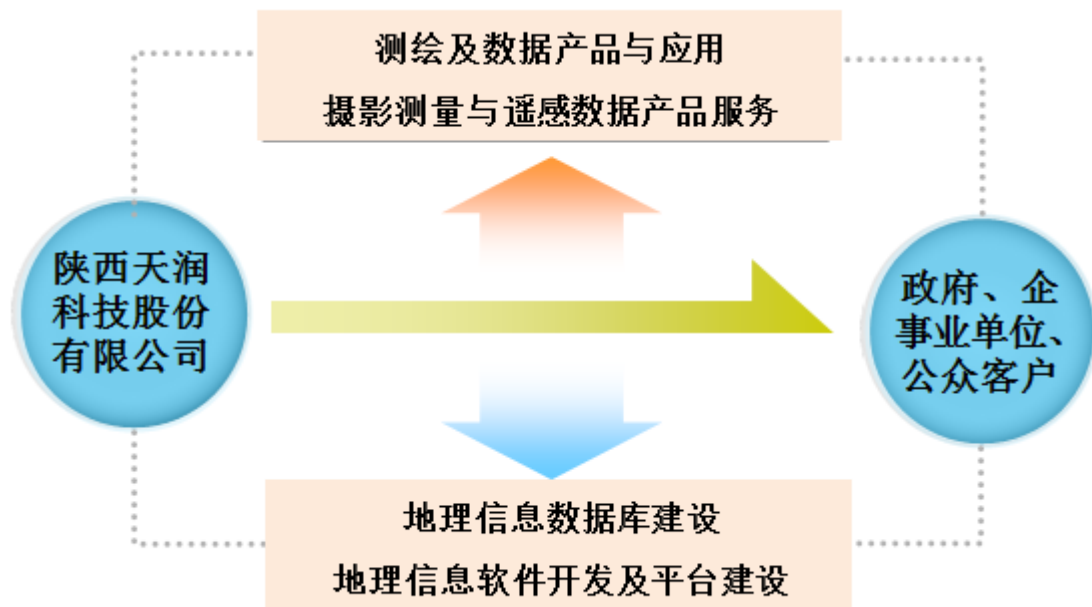 测绘及数据产品与应用
摄影测量与遥感数据产品服务
陕西天润
科技股份
有限公司
政府、企
事业单位、
公众客户
地理信息数据库建设
地理信息软件开发及平台建设